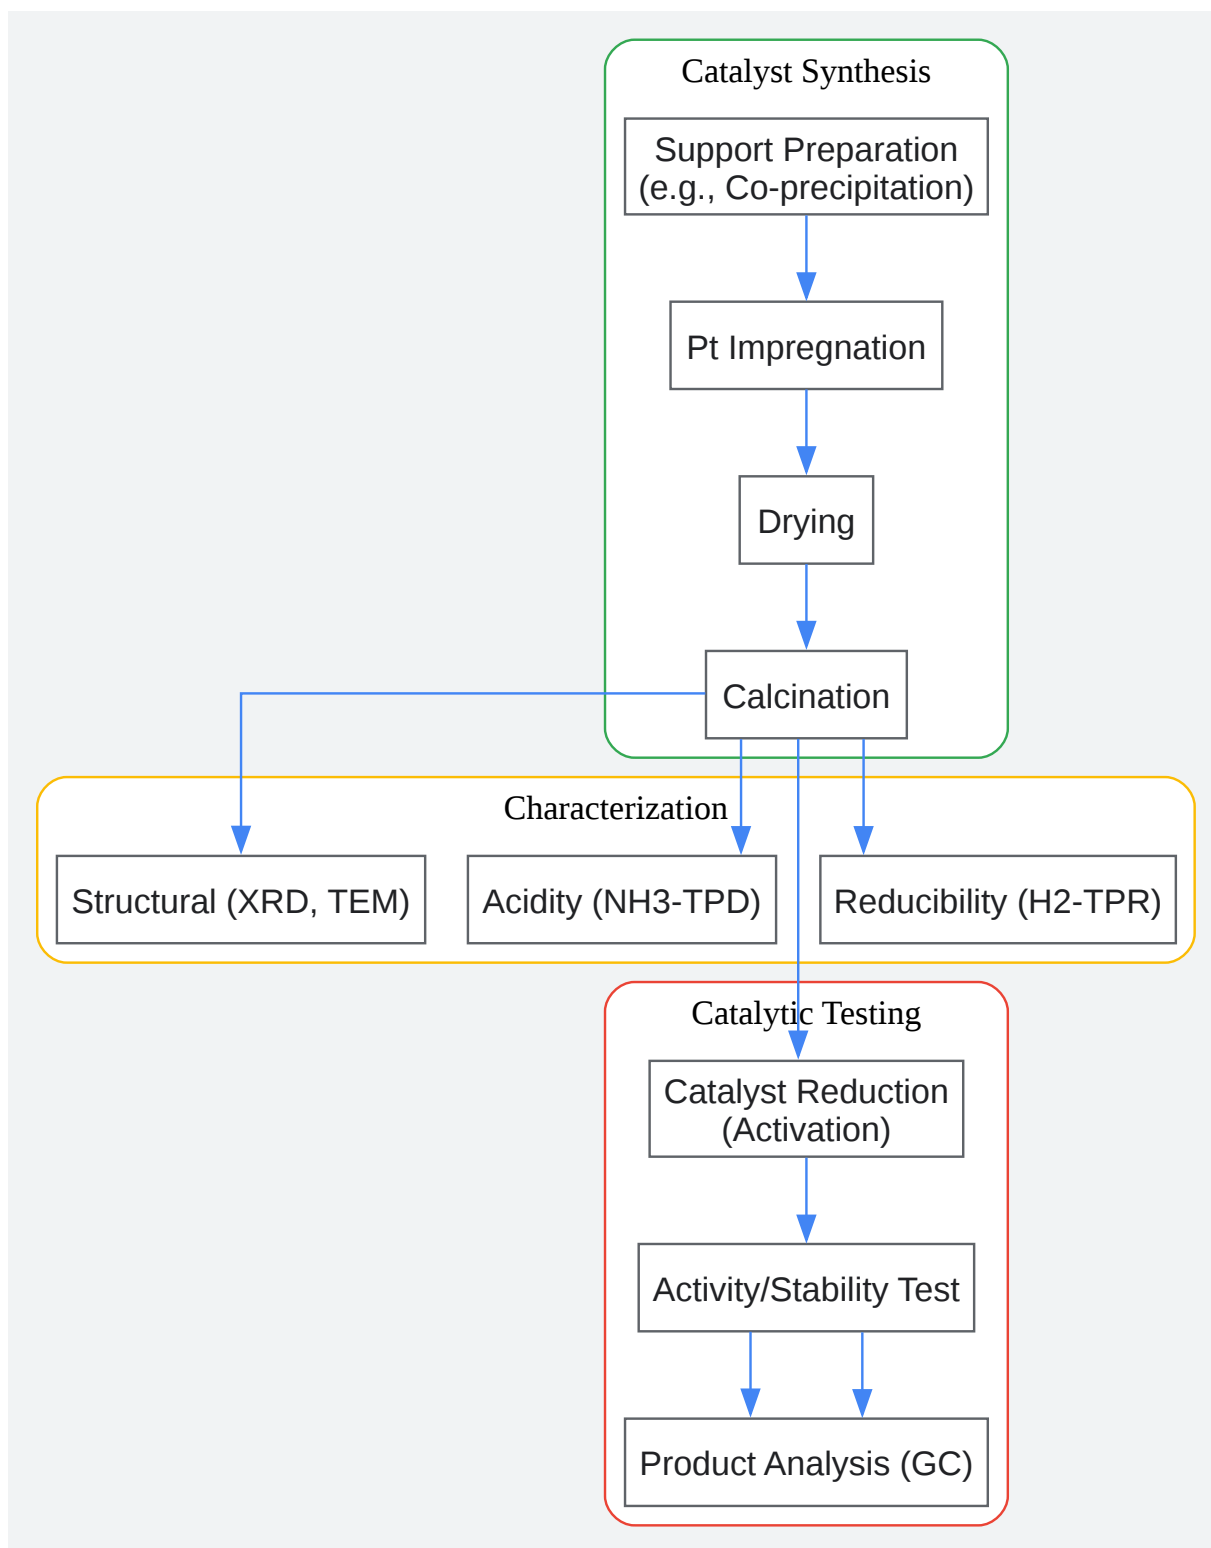 Catalyst Synthesis
Support Preparation
(e.g., Co-precipitation)
Pt Impregnation
Drying
Calcination
Characterization
Structural (XRD, TEM)
Acidity (NH3-TPD)
Reducibility (H2-TPR)
Catalytic Testing
Catalyst Reduction
(Activation)
Activity/Stability Test
Product Analysis (GC)